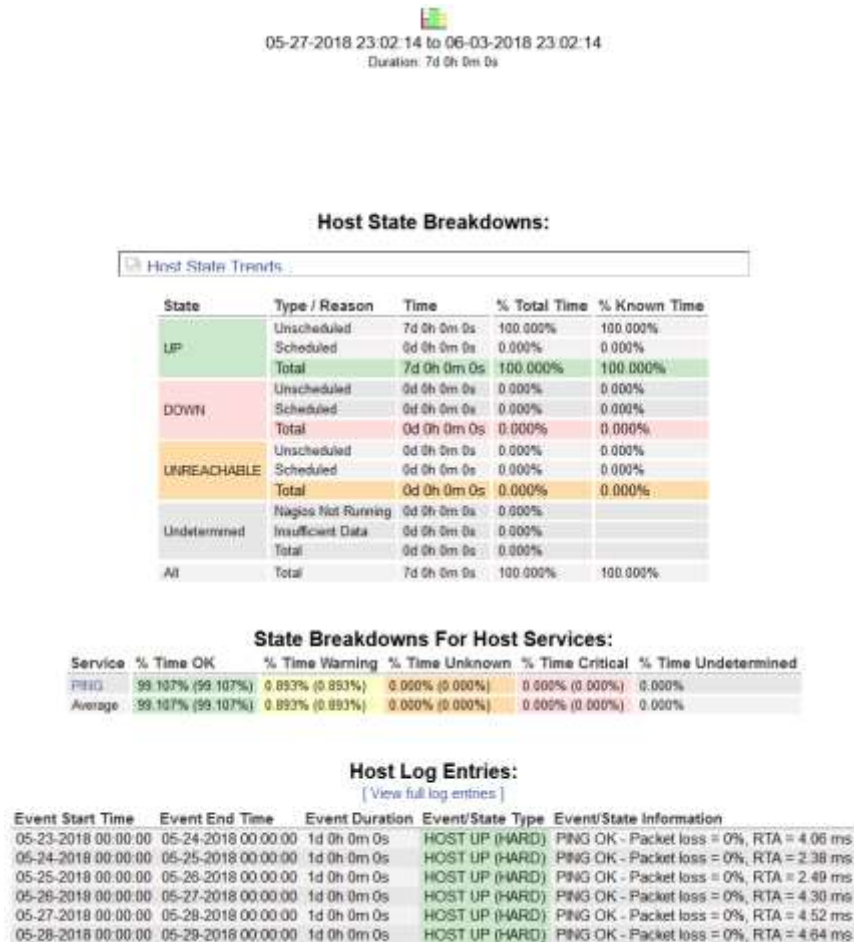 05-27-2018 23:02:14 to 06-03-2018 23:02:14
Duration: 7d 0h 0m 0s
Host State Breakdowns:
Host State Trends
State Type / Reason Time % Total Time % Known Time
UP Unscheduled 7d 0h 0m 0s 100.000% 100.000%
Scheduled 0d 0h 0m 0s 0.000% 0.000%
Total 7d 0h 0m 0s 100.000% 100.000%
DOWN Unscheduled 0d 0h 0m 0s 0.000% 0.000%
Scheduled 0d 0h 0m 0s 0.000% 0.000%
Total 0d 0h 0m 0s 0.000% 0.000%
UNREACHABLE Unscheduled 0d 0h 0m 0s 0.000% 0.000%
Scheduled 0d 0h 0m 0s 0.000% 0.000%
Total 0d 0h 0m 0s 0.000% 0.000%
Undetermined Nagios Not Running 0d 0h 0m 0s 0.000%
Insufficient Data 0d 0h 0m 0s 0.000%
Total 0d 0h 0m 0s 0.000%
All Total 7d 0h 0m 0s 100.000% 100.000%
State Breakdowns For Host Services:
Service % Time OK % Time Warning % Time Unknown % Time Critical % Time Undetermined
PING 99.107% (99.107%) 0.893% (0.893%) 0.000% (0.000%) 0.000% (0.000%) 0.000%
Average 99.107% (99.107%) 0.893% (0.893%) 0.000% (0.000%) 0.000% (0.000%) 0.000%
Host Log Entries:
[ View full log entries ]
Event Start Time Event End Time Event Duration Event/State Type Event/State Information
05-23-2018 00:00:00 05-24-2018 00:00:00 1d 0h 0m 0s HOST UP (HARD) PING OK - Packet loss = 0%, RTA = 4.06 ms
05-24-2018 00:00:00 05-25-2018 00:00:00 1d 0h 0m 0s HOST UP (HARD) PING OK - Packet loss = 0%, RTA = 2.38 ms
05-25-2018 00:00:00 05-26-2018 00:00:00 1d 0h 0m 0s HOST UP (HARD) PING OK - Packet loss = 0%, RTA = 2.49 ms
05-26-2018 00:00:00 05-27-2018 00:00:00 1d 0h 0m 0s HOST UP (HARD) PING OK - Packet loss = 0%, RTA = 4.30 ms
05-27-2018 00:00:00 05-28-2018 00:00:00 1d 0h 0m 0s HOST UP (HARD) PING OK - Packet loss = 0%, RTA = 4.52 ms
05-28-2018 00:00:00 05-29-2018 00:00:00 1d 0h 0m 0s HOST UP (HARD) PING OK - Packet loss = 0%, RTA = 4.64 ms